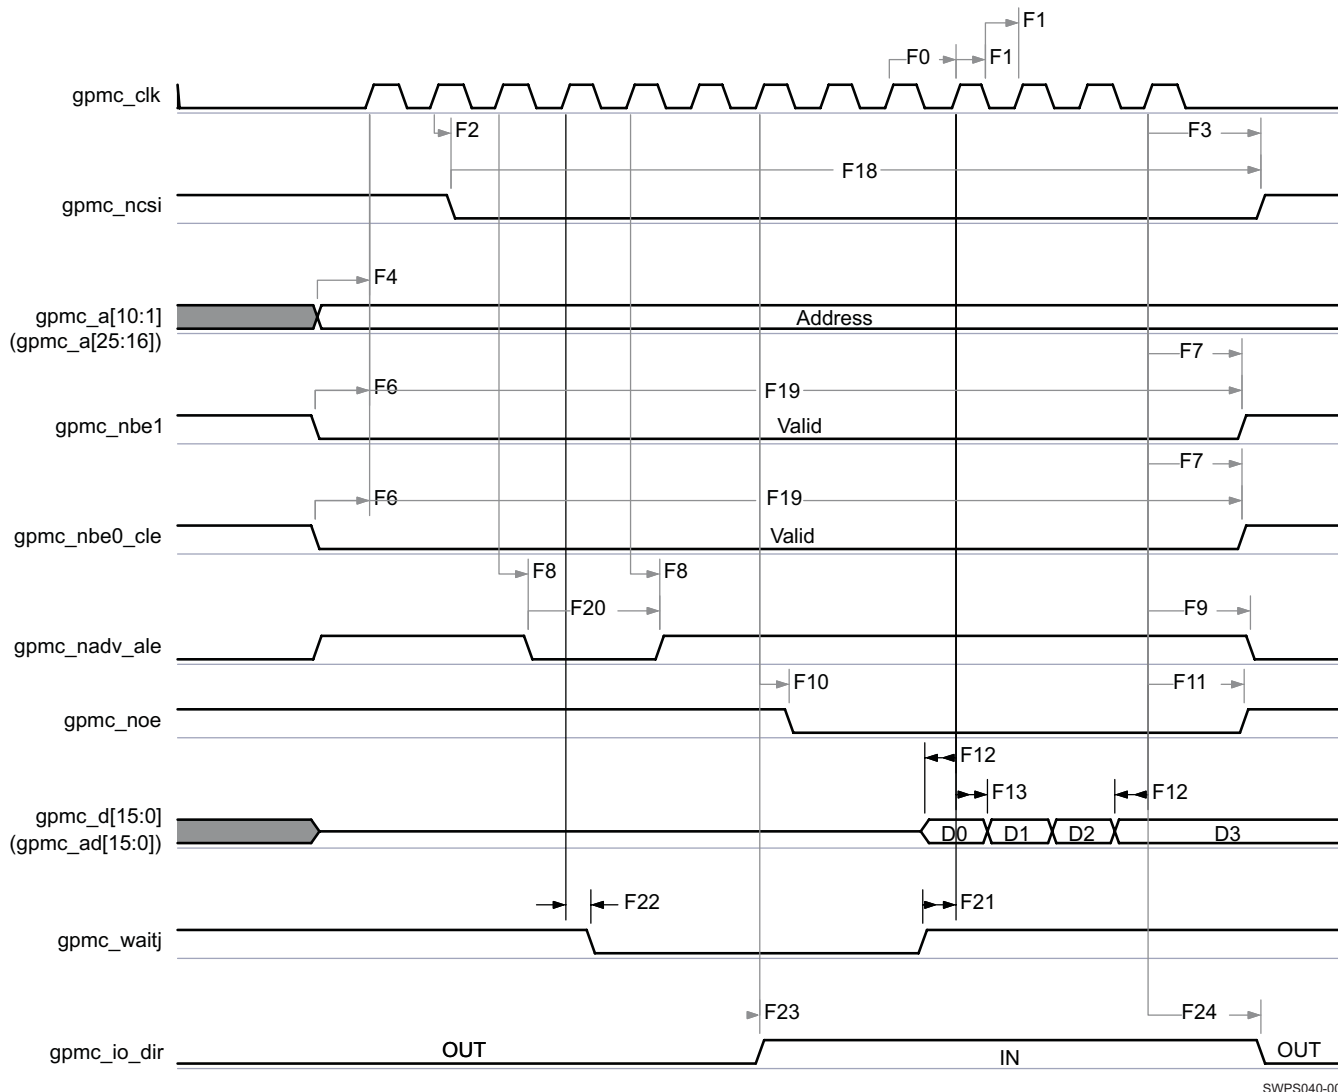 F1
F0 F1
gpmc_clk
F2 F3
F18
gpmc_ncsi
F4
gpmc_a[10:1] Address
(gpmc_a[25:16])
F7
F6 F19
gpmc_nbe1 Valid
F7
F6 F19
gpmc_nbe0_cle Valid
F8 F8
F20 F9
gpmc_nadv_ale
F10 F11
gpmc_noe
F12
F13 F12
gpmc_d[15:0] D0 D1 D2 D3
(gpmc_ad[15:0])
F22 F21
gpmc_waitj
F23 F24
gpmc_io_dir OUT IN OUT